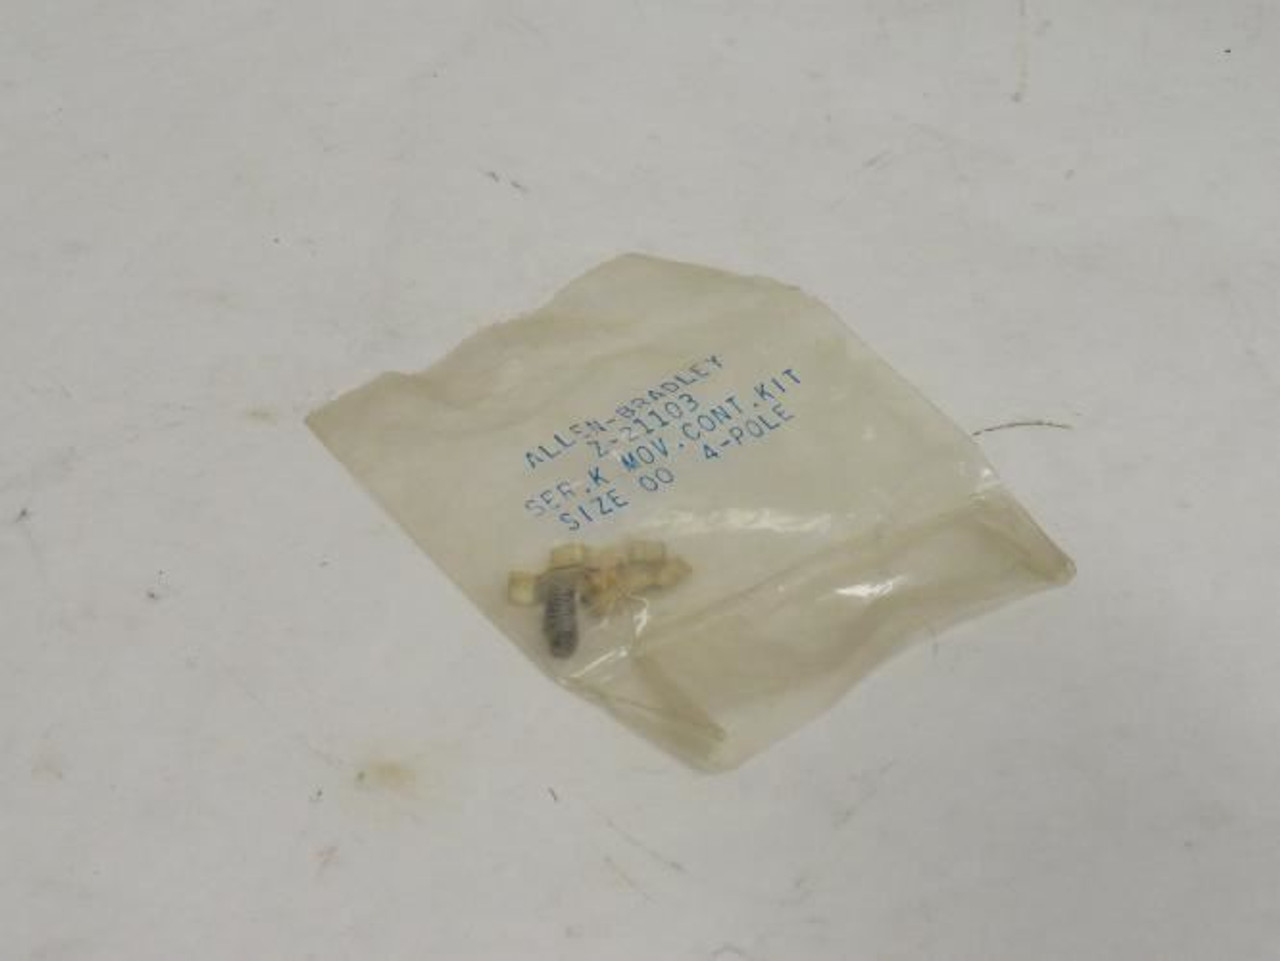 ALLEN-BRADLEY
Z-21103
SER.K MOV.CONT.KIT
SIZE 00 4-POLE